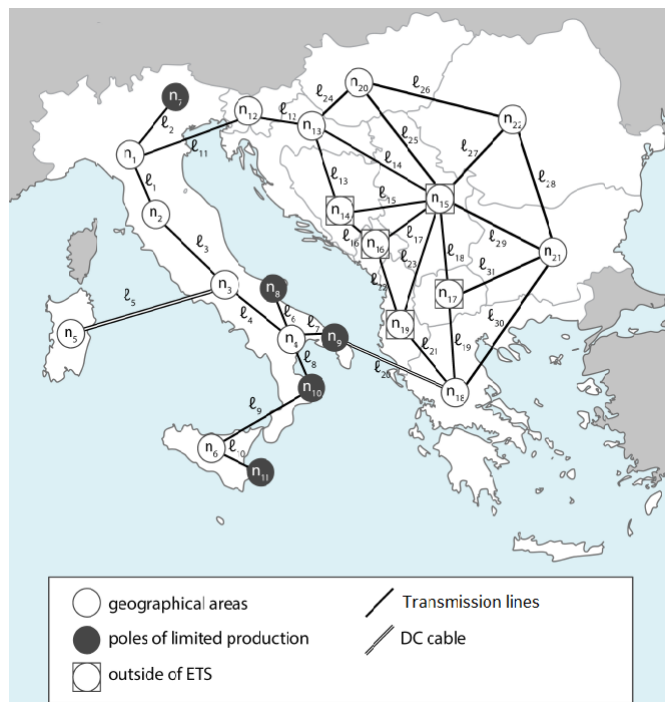 n20
ℓ26
n7
ℓ24
ℓ2
n12
ℓ12
n13
ℓ25
n22
ℓ27
n1
ℓ11
ℓ14
ℓ1
ℓ13
ℓ15
n15
ℓ28
n2
n14
ℓ16
n16
ℓ17
ℓ18
ℓ29
ℓ3
ℓ23
ℓ31
n21
ℓ22
n3
n8
n17
ℓ5
ℓ4
ℓ6
ℓ7
n19
ℓ30
n5
n4
n9
ℓ21
ℓ19
ℓ8
ℓ20
n10
n18
ℓ9
n6
ℓ10
n11
geographical areas
Transmission lines
poles of limited production
DC cable
outside of ETS